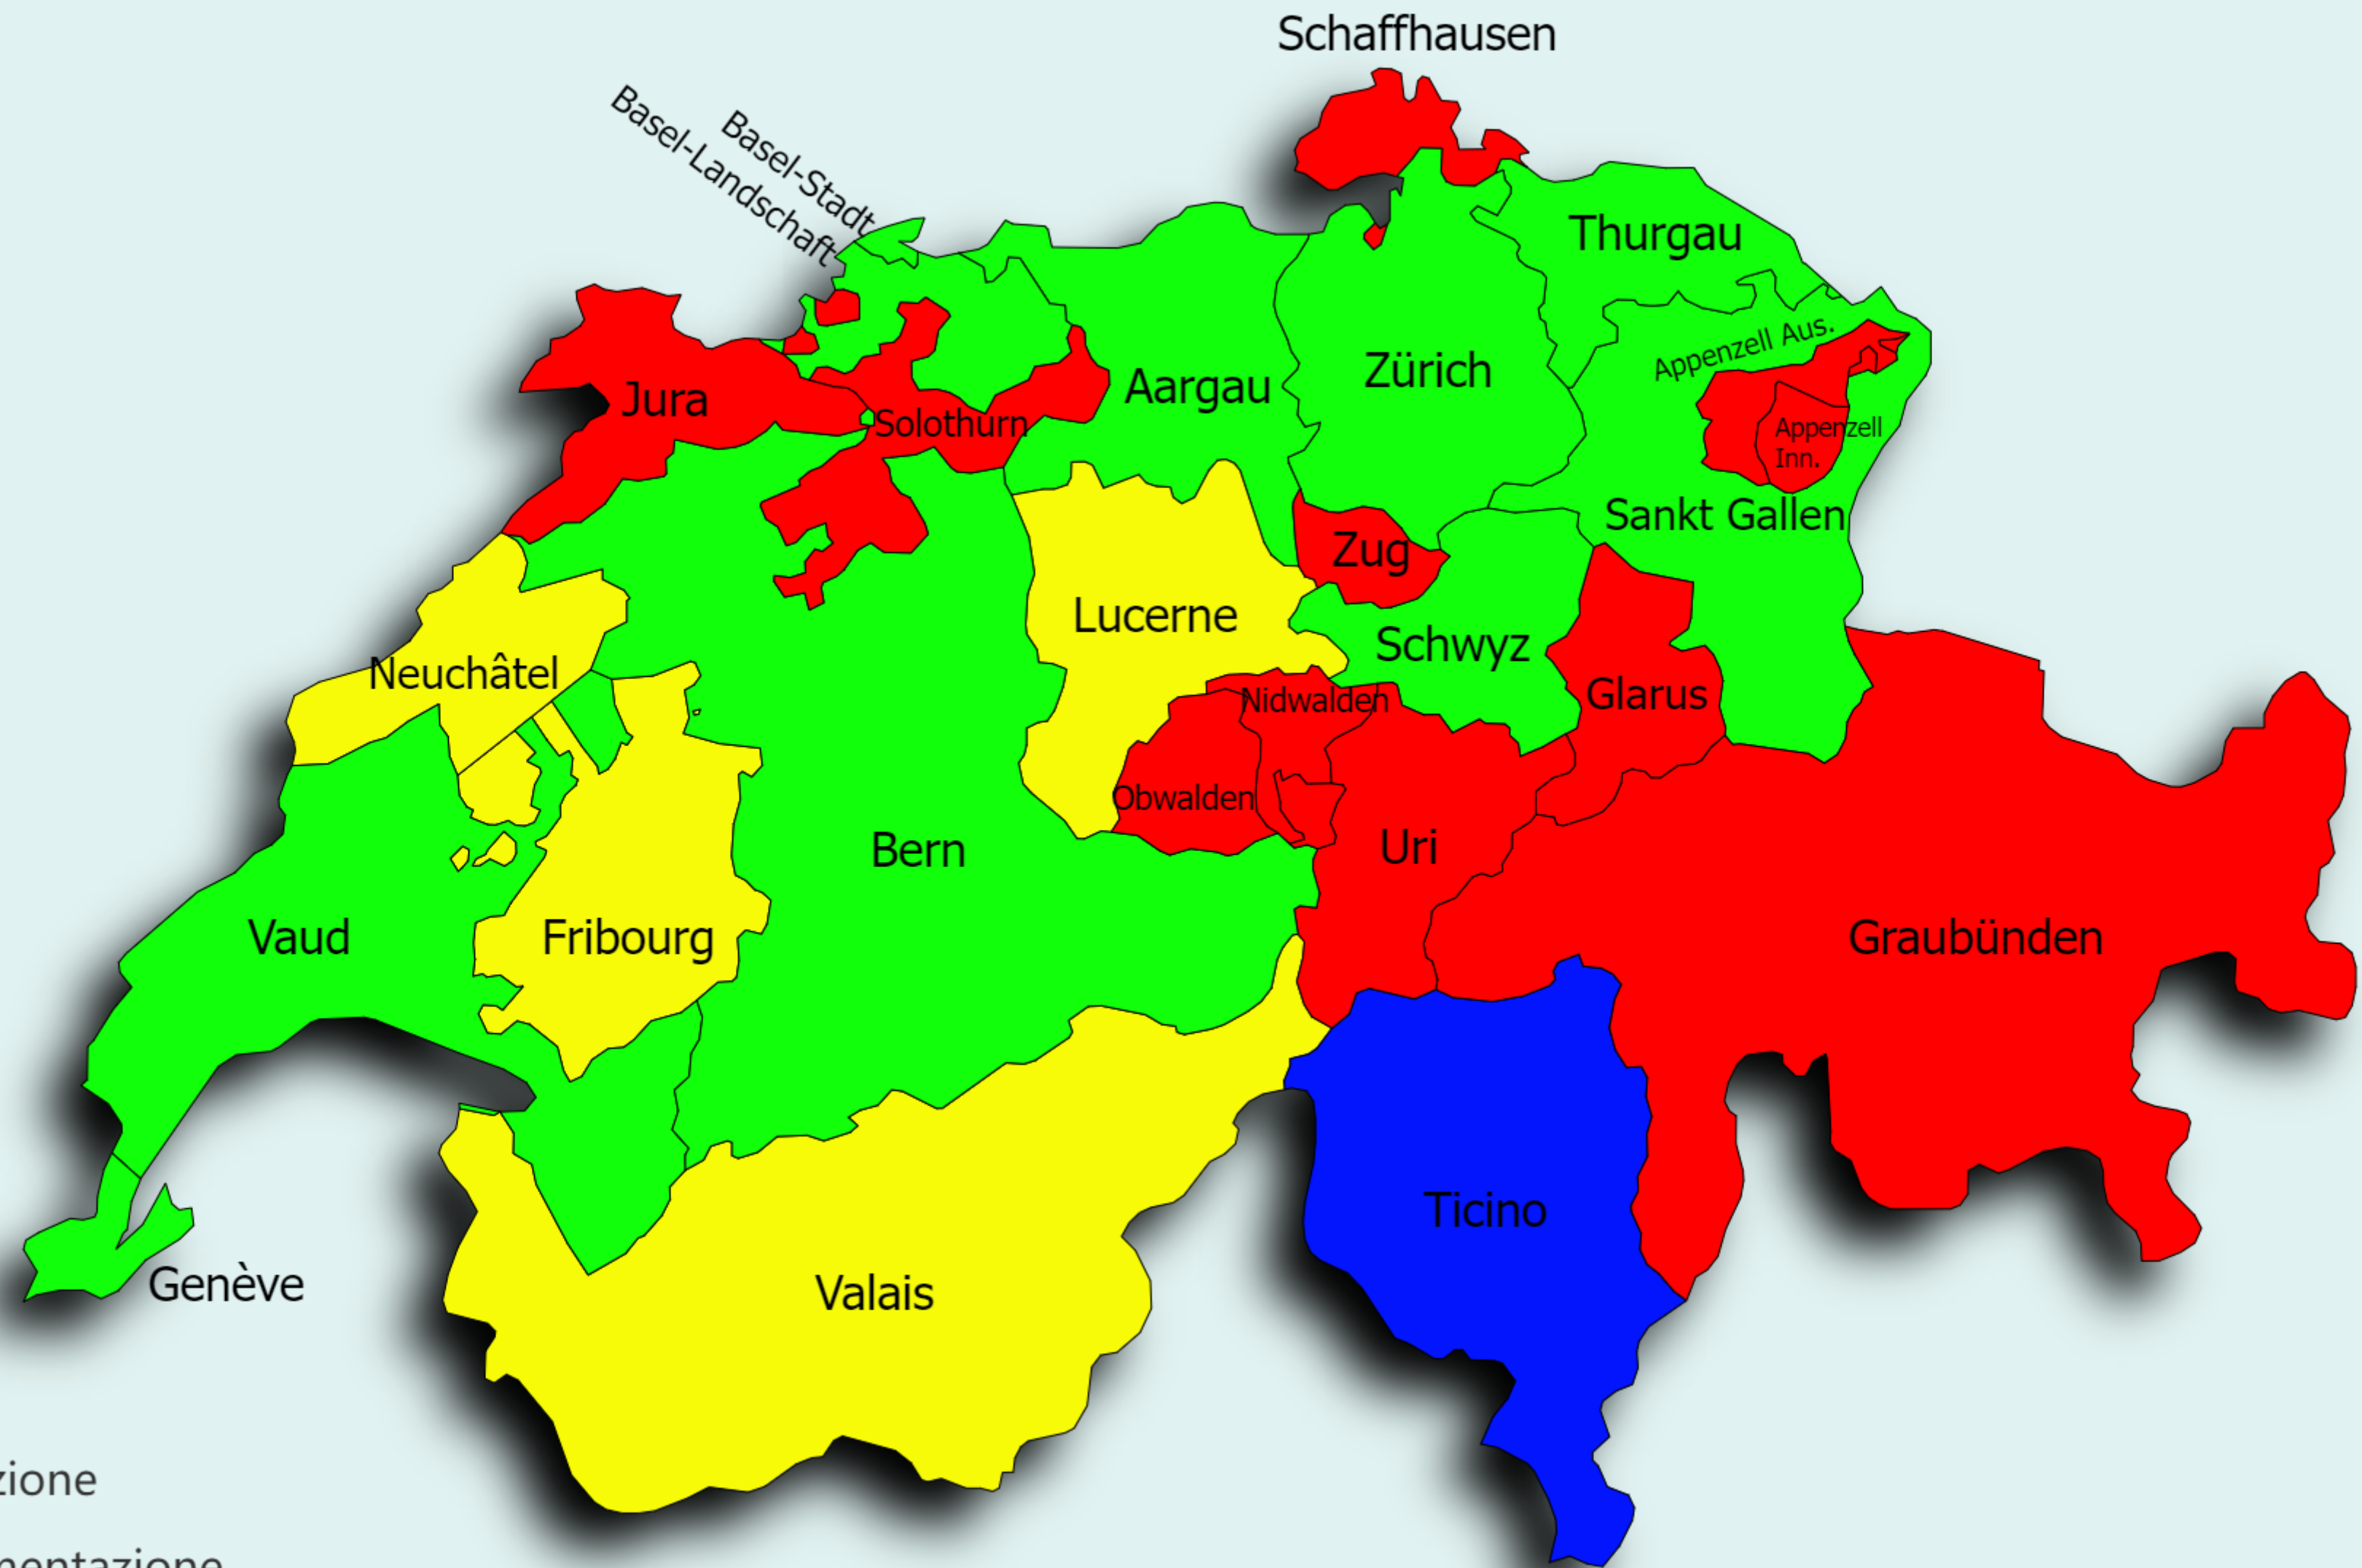 Schaffhausen
Basel-Stadt
Basel-Landschaft
Thurgau
Appenzell Aus.
Jura
Aargau
Zürich
Solothurn
Appenzell
Inn.
Sankt Gallen
Zug
Lucerne
Schwyz
Neuchâtel
Nidwalden
Glarus
Obwalden
Bern
Uri
Vaud
Fribourg
Graubünden
Ticino
Genève
Valais
zione